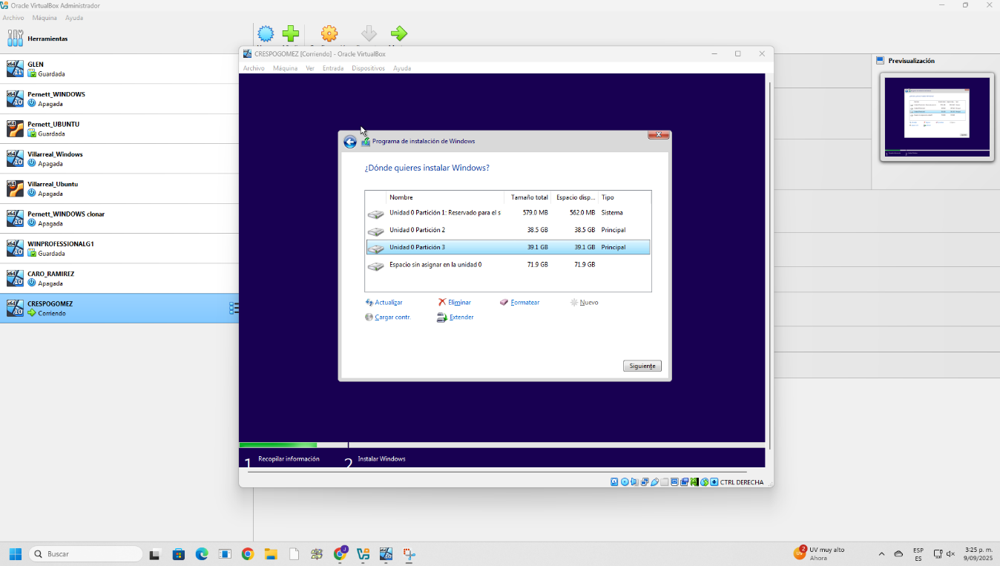 Oracle VirtualBox Administrador
Archivo Máquina Ayuda
Herramientas
GLEN
Guardada
Pernett_WINDOWS
Apagada
Pernett_UBUNTU
Guardada
Villarreal_Windows
Apagada
Villarreal_Ubuntu
Apagada
Pernett_WINDOWS clonar
Apagada
WINPROFESSIONALG1
Guardada
CARO_RAMIREZ
Apagada
CRESPOGOMEZ
Corriendo
CRESPOGOMEZ [Corriendo] - Oracle VirtualBox
Archivo Máquina Ver Entrada Dispositivos Ayuda
Programa de instalación de Windows
¿Dónde quieres instalar Windows?
Nombre Tamaño total Espacio disp... Tipo
Unidad 0 Partición 1: Reservado para el s 579.0 MB 562.0 MB Sistema
Unidad 0 Partición 2 38.5 GB 38.5 GB Principal
Unidad 0 Partición 3 39.1 GB 39.1 GB Principal
Espacio sin asignar en la unidad 0 71.9 GB 71.9 GB
Actualizar Eliminar Formatear Nuevo
Cargar contr. Extender
Siguiente
1 Recopilar información 2 Instalar Windows
CTRL DERECHA
Previsualización
Buscar
UV muy alto
Ahora
ESP
ES
3:25 p. m.
9/09/2025